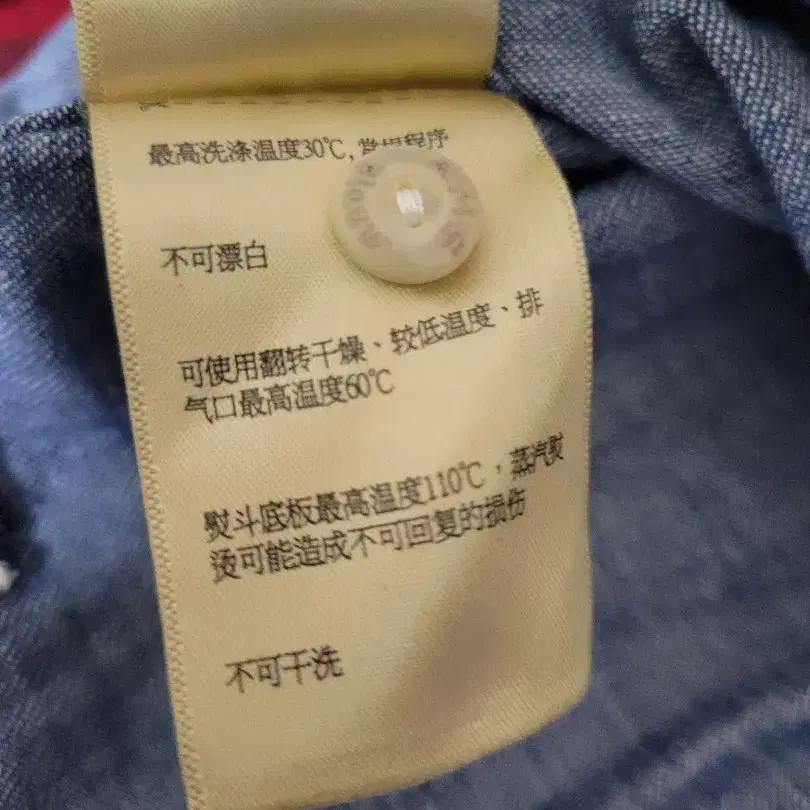 最高洗涤温度30℃,常规程序
不可漂白
可使用翻转干燥、较低温度、排
气口最高温度60℃
熨斗底板最高温度110℃，蒸汽熨
烫可能造成不可回复的损伤
不可干洗